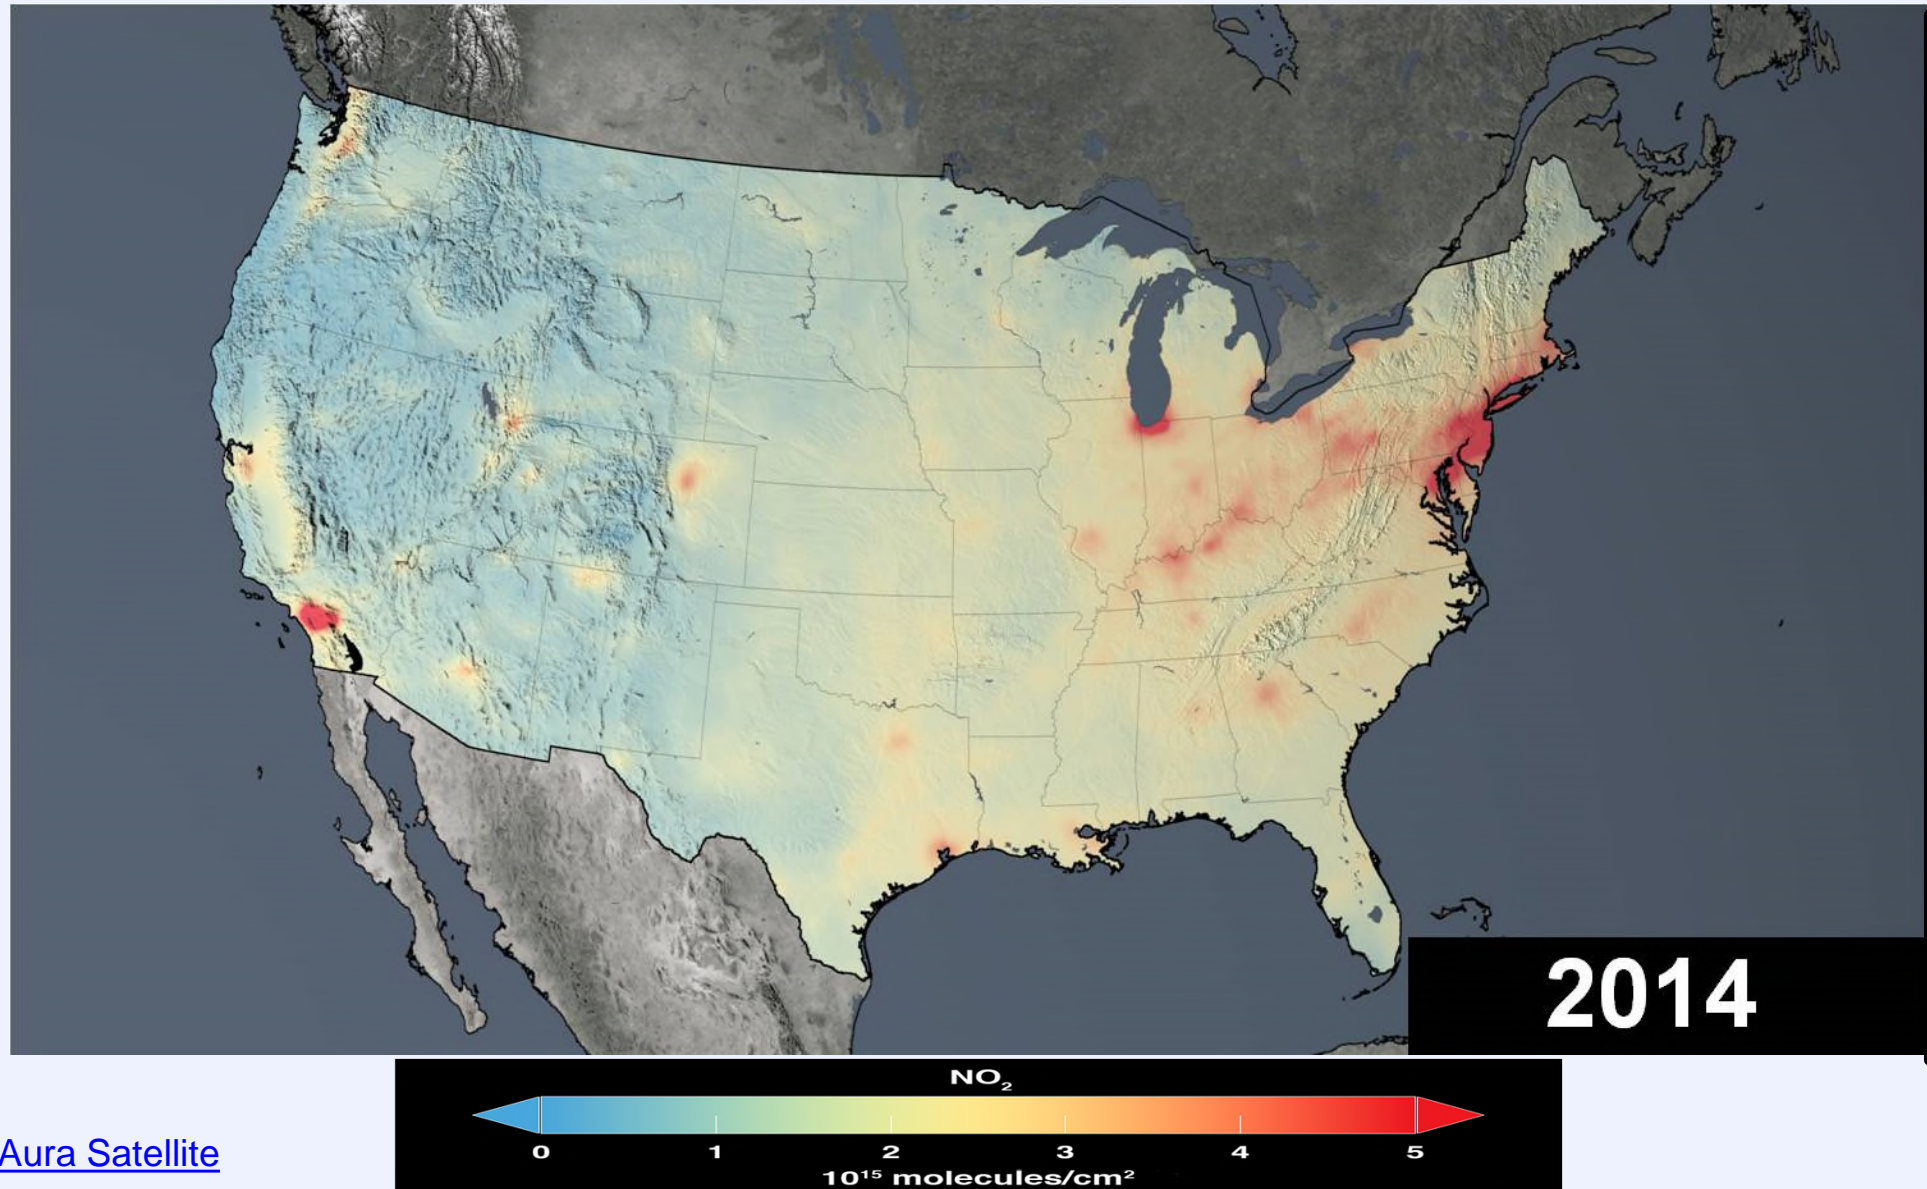 2014
NO₂
0 1 2 3 4 5
10¹⁵ molecules/cm²
Aura Satellite